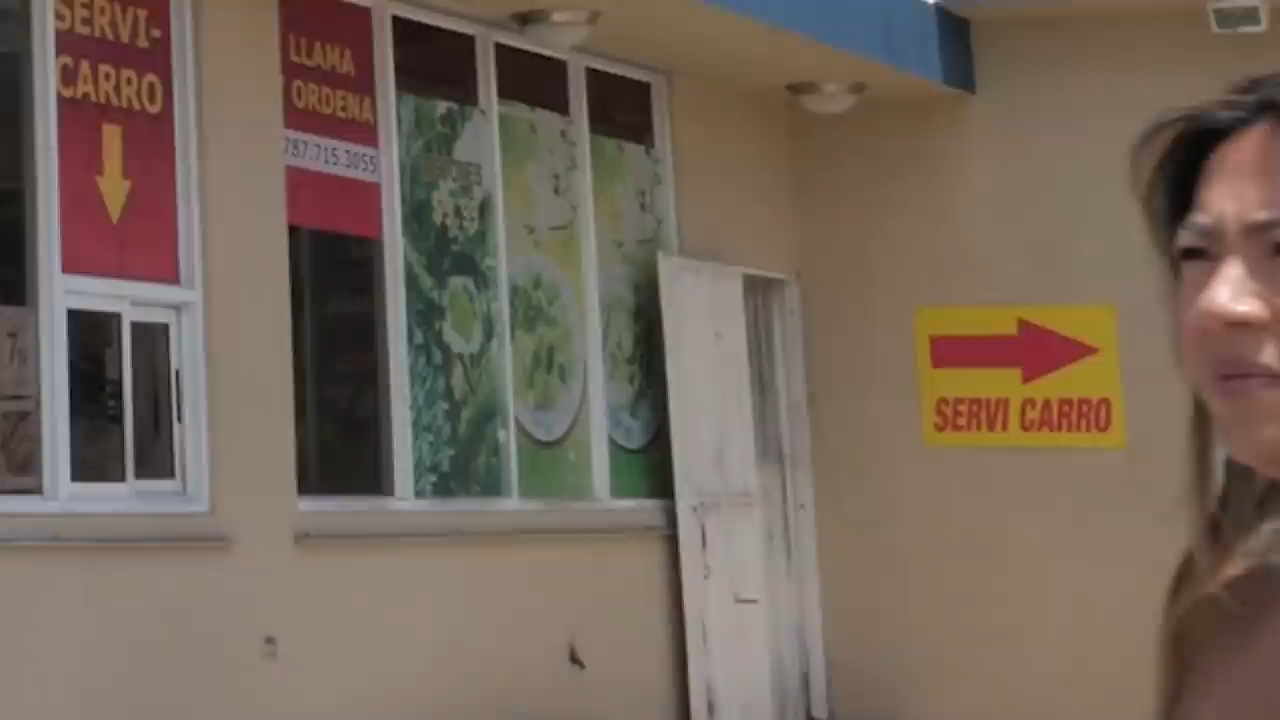 SERVI-
CARRO
LLAMA
ORDENA
787.715.3055
SERVI CARRO